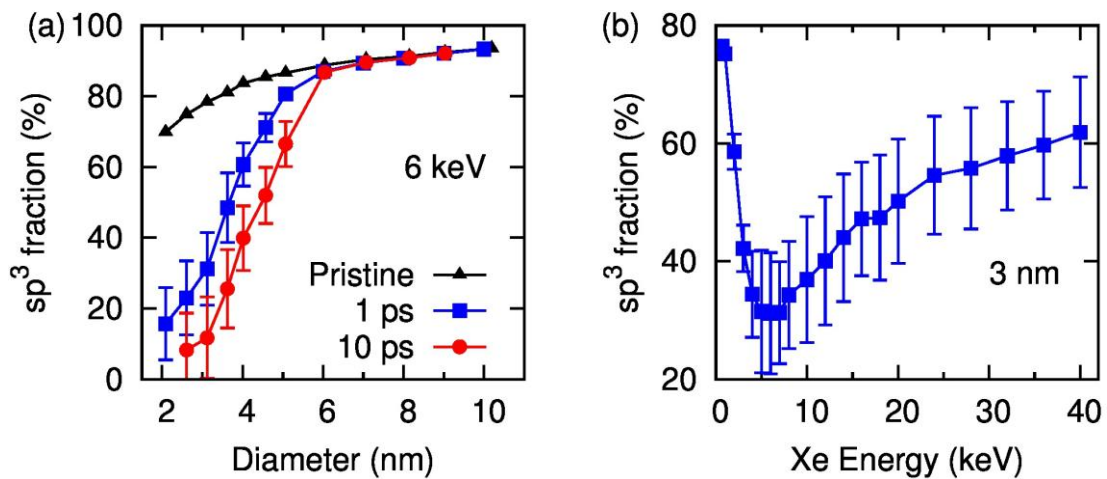 (a)
100
80
60
40
20
0
sp³ fraction (%)
6 keV
Pristine
1 ps
10 ps
2 4 6 8 10
Diameter (nm)
(b)
80
60
40
20
sp³ fraction (%)
3 nm
0 10 20 30 40
Xe Energy (keV)